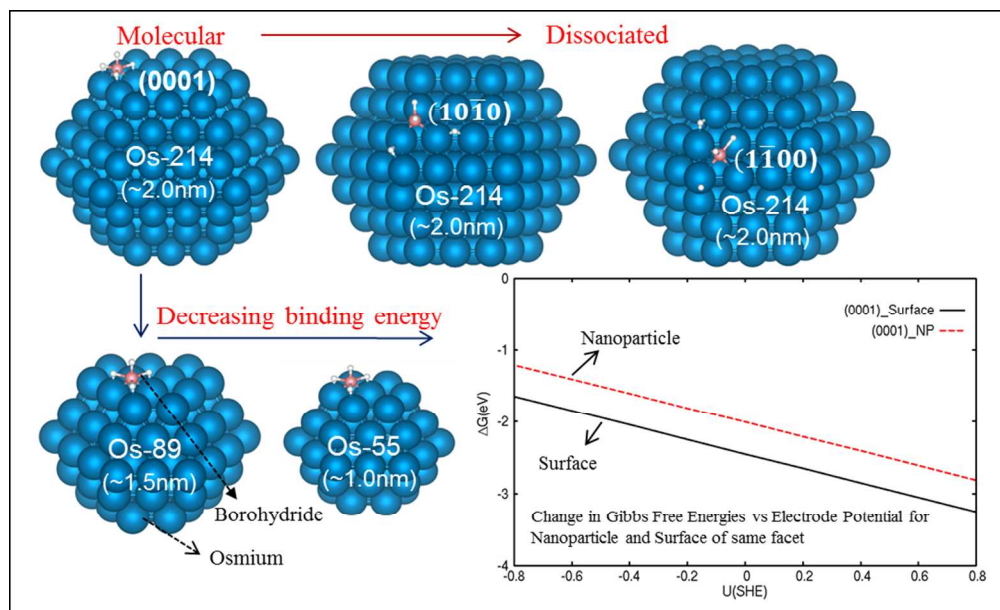 Molecular
Dissociated
(0001)
Os-214
(~2.0nm)
(101̄0)
Os-214
(~2.0nm)
(11̄00)
Os-214
(~2.0nm)
Decreasing binding energy
Os-89
(~1.5nm)
Os-55
(~1.0nm)
Borohydride
Osmium
0
-1
-2
-3
-4
ΔG(eV)
(0001)_Surface
(0001)_NP
Nanoparticle
Surface
Change in Gibbs Free Energies vs Electrode Potential for
Nanoparticle and Surface of same facet
-0.8 -0.6 -0.4 -0.2 0 0.2 0.4 0.6 0.8
U(SHE)